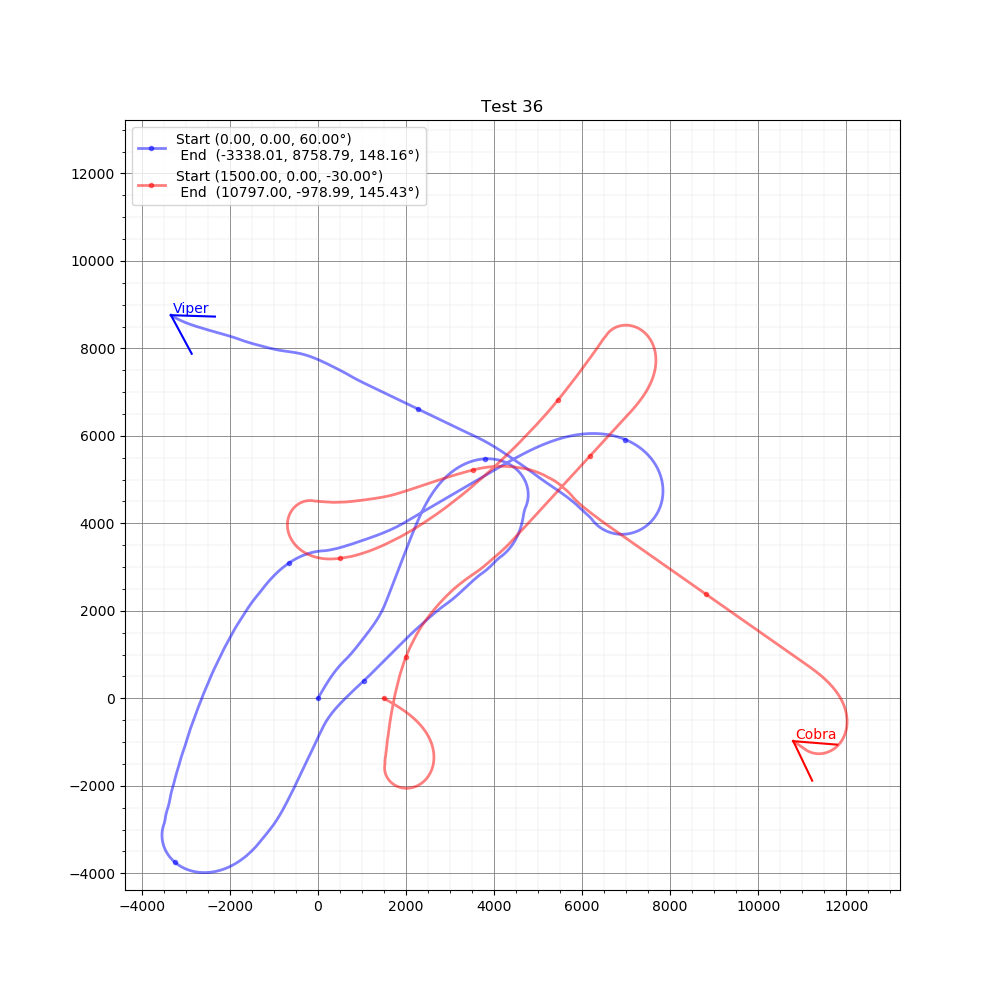 Test 36
Start (0.00, 0.00, 60.00°)
End  (-3338.01, 8758.79, 148.16°)
Start (1500.00, 0.00, -30.00°)
End  (10797.00, -978.99, 145.43°)
12000
10000
8000
6000
4000
2000
0
−2000
−4000
Viper
Cobra
−4000 −2000 0 2000 4000 6000 8000 10000 12000